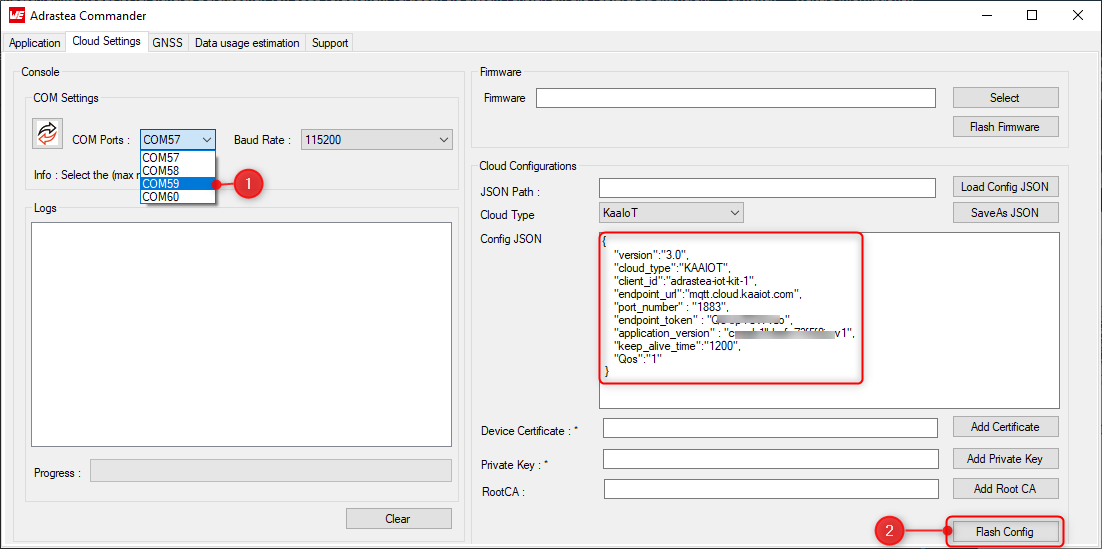 Adrastea Commander
Application Cloud Settings GNSS Data usage estimation Support
Console
COM Settings
COM Ports : COM57 Baud Rate : 115200
COM57
COM58
COM59
COM60
1
Info : Select the (max
Logs
Progress :
Clear
Firmware
Firmware Select
Flash Firmware
Cloud Configurations
JSON Path : Load Config JSON
Cloud Type KaaIoT SaveAs JSON
Config JSON
{
"version":"3.0",
"cloud_type":"KAAIOT",
"client_id":"adrastea-iot-kit-1",
"endpoint_url":"mqtt.cloud.kaaiot.com",
"port_number" : "1883",
"endpoint_token" :
"application_version" :
"keep_alive_time":"1200",
"Qos":"1"
}
Device Certificate : * Add Certificate
Private Key : * Add Private Key
RootCA : Add Root CA
2
Flash Config